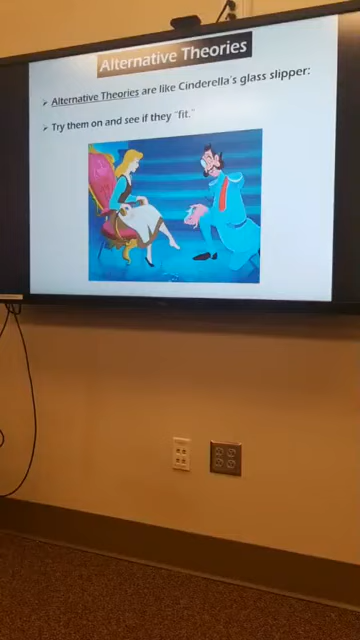 Alternative Theories
➢ Alternative Theories are like Cinderella's glass slipper:
➢ Try them on and see if they "fit."